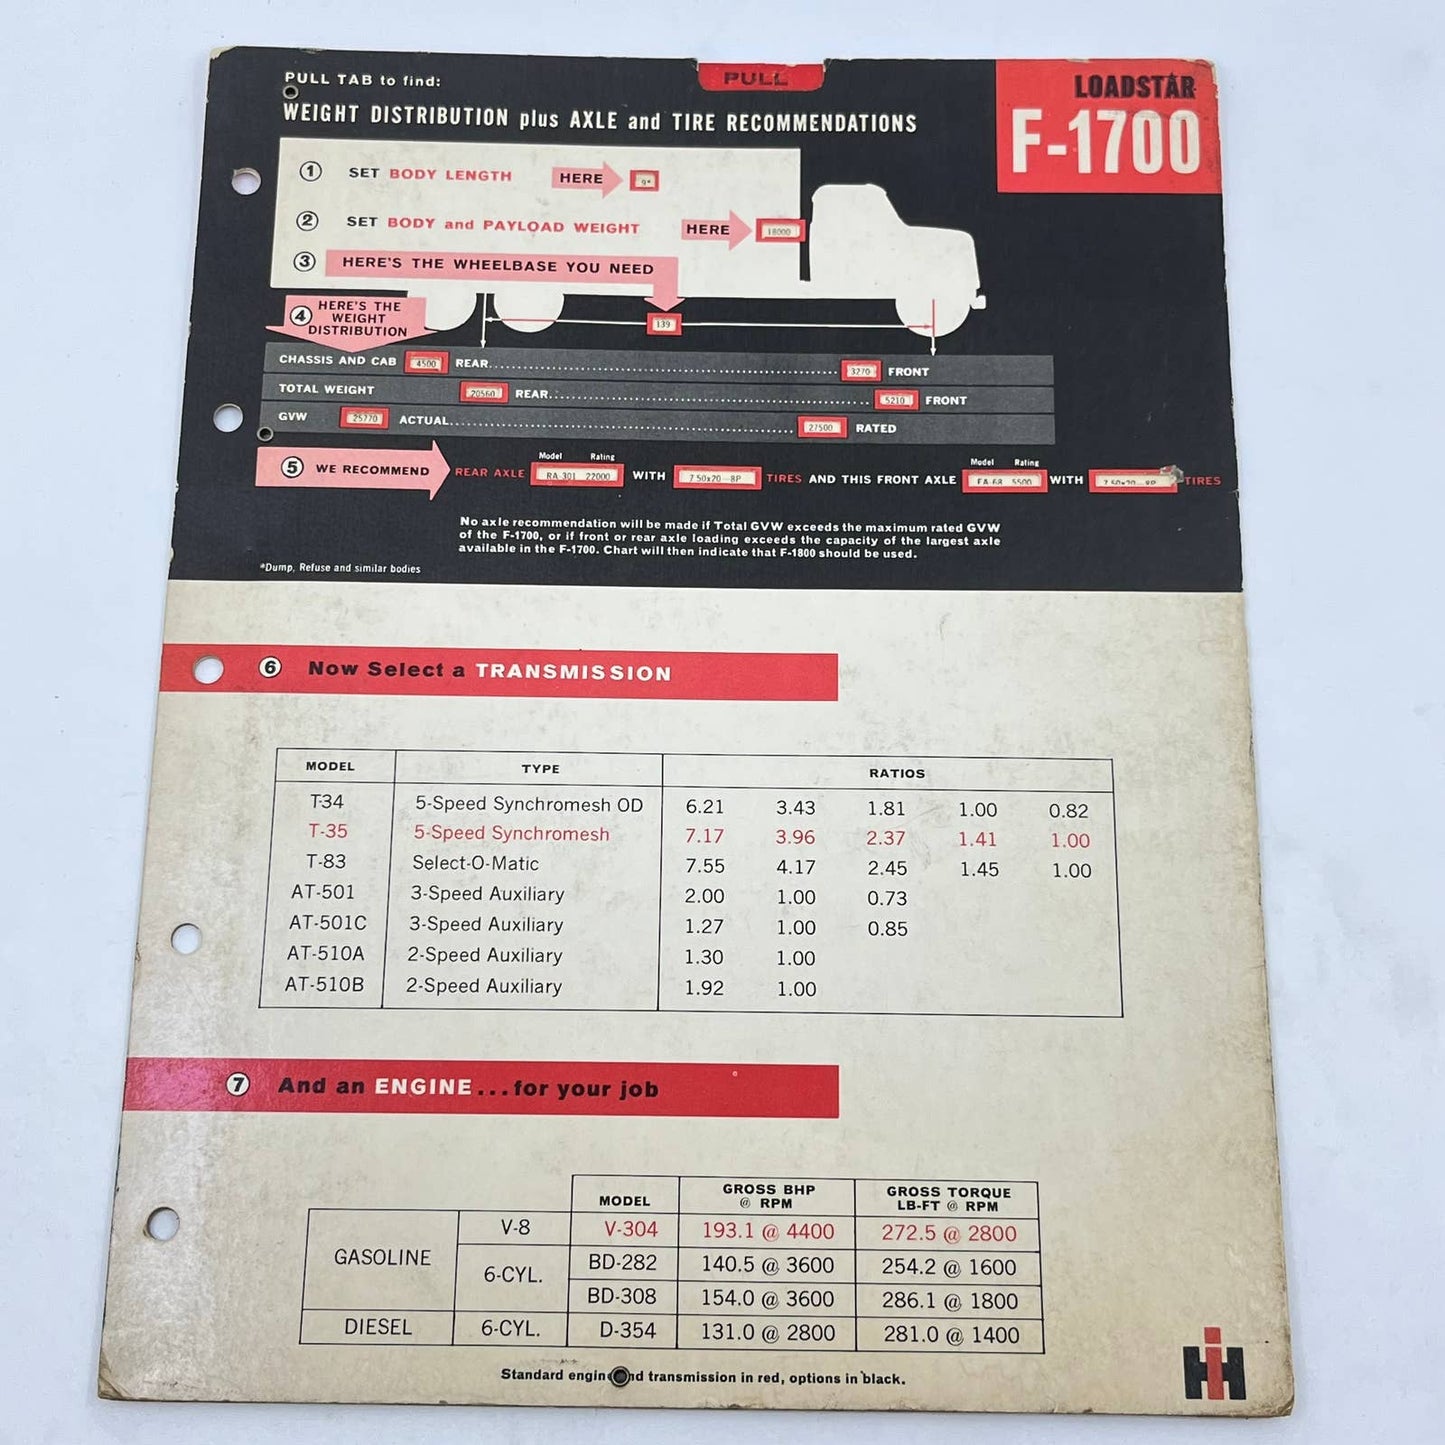 PULL TAB to find:
PULL
LOADSTAR
F-1700
WEIGHT DISTRIBUTION plus AXLE and TIRE RECOMMENDATIONS
1 SET BODY LENGTH HERE 9*
2 SET BODY and PAYLOAD WEIGHT HERE 18000
3 HERE'S THE WHEELBASE YOU NEED
139
4 HERE'S THE
WEIGHT
DISTRIBUTION
CHASSIS AND CAB 4500 REAR 3270 FRONT
TOTAL WEIGHT 20560 REAR 5210 FRONT
GVW 25770 ACTUAL 27500 RATED
Model Rating Model Rating
5 WE RECOMMEND REAR AXLE RA-301 22000 WITH 7.50x20-8P TIRES AND THIS FRONT AXLE FA-68 5500 WITH 7.50x20-8P TIRES
No axle recommendation will be made if Total GVW exceeds the maximum rated GVW
of the F-1700, or if front or rear axle loading exceeds the capacity of the largest axle
available in the F-1700. Chart will then indicate that F-1800 should be used.
*Dump, Refuse and similar bodies
6 Now Select a TRANSMISSION
MODEL TYPE RATIOS
T-34 5-Speed Synchromesh OD 6.21 3.43 1.81 1.00 0.82
T-35 5-Speed Synchromesh 7.17 3.96 2.37 1.41 1.00
T-83 Select-O-Matic 7.55 4.17 2.45 1.45 1.00
AT-501 3-Speed Auxiliary 2.00 1.00 0.73
AT-501C 3-Speed Auxiliary 1.27 1.00 0.85
AT-510A 2-Speed Auxiliary 1.30 1.00
AT-510B 2-Speed Auxiliary 1.92 1.00
7 And an ENGINE...for your job
MODEL GROSS BHP @ RPM GROSS TORQUE LB-FT @ RPM
GASOLINE V-8 V-304 193.1 @ 4400 272.5 @ 2800
6-CYL. BD-282 140.5 @ 3600 254.2 @ 1600
BD-308 154.0 @ 3600 286.1 @ 1800
DIESEL 6-CYL. D-354 131.0 @ 2800 281.0 @ 1400
Standard engin nd transmission in red, options in black.
IH